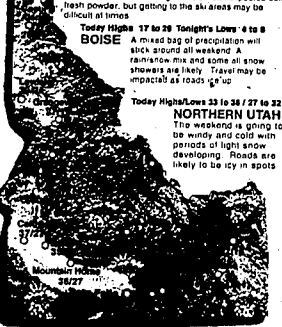 fresh powder, but getting to the ski areas may be
difficult at times
Today Highs 17 to 26 Tonight's Lows 4 to 8
BOISE A mixed bag of precipitation will
stick around all weekend A
rain/snow mix and some all snow
showers are likely Travel may be
impacted as roads ice up
Today Highs/Lows 33 to 38 / 27 to 32
NORTHERN UTAH
The weekend is going to
be windy and cold with
periods of light snow
developing. Roads are
likely to be icy in spots
37/27
Mountain Home
36/27